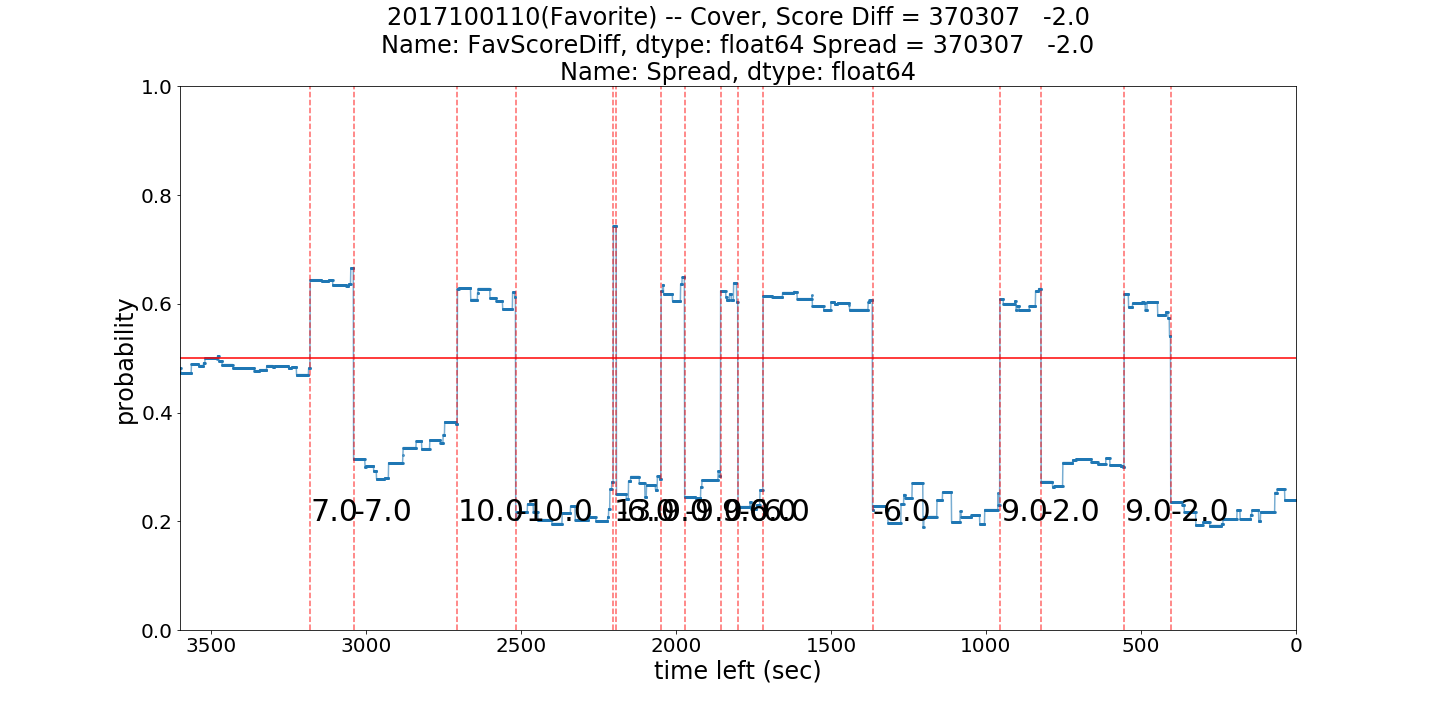 2017100110(Favorite) -- Cover, Score Diff = 370307 -2.0
Name: FavScoreDiff, dtype: float64 Spread = 370307 -2.0
Name: Spread, dtype: float64
1.0
0.8
0.6
0.4
0.2
0.0
probability
7.0 -7.0 10.0 -10.0 -6.0 9.0 -2.0 9.0 -2.0
3500 3000 2500 2000 1500 1000 500 0
time left (sec)